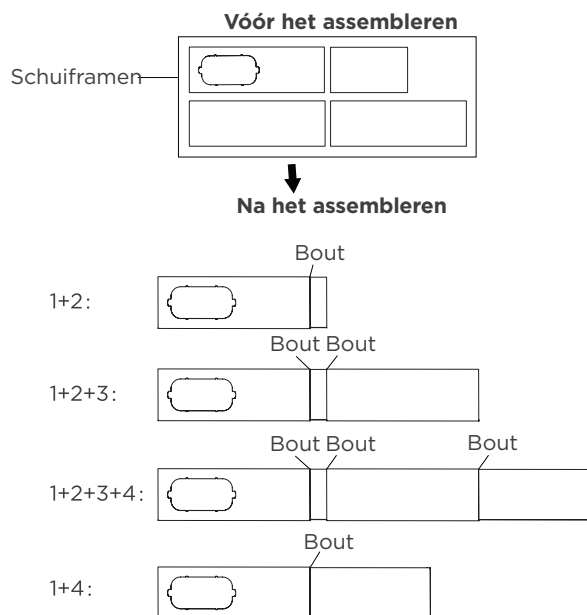 Vóór het assembleren
Schuiframen
Na het assembleren
Bout
1+2:
Bout Bout
1+2+3:
Bout Bout Bout
1+2+3+4:
Bout
1+4: